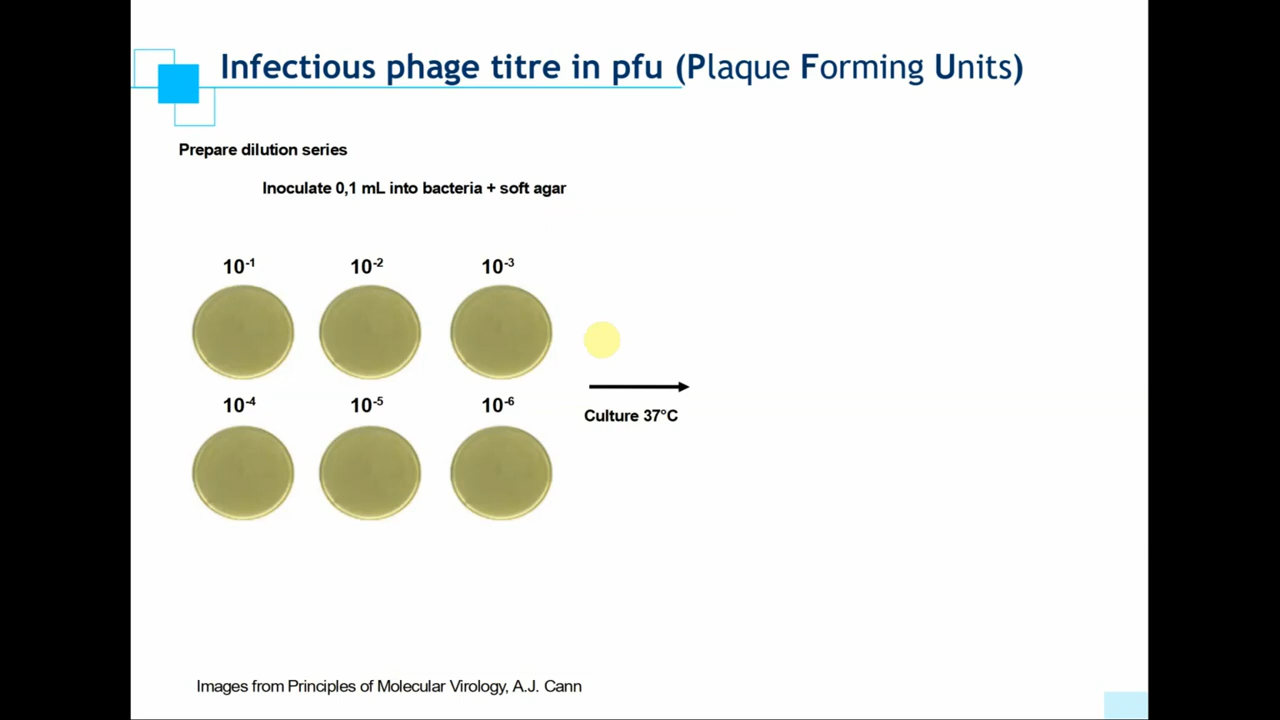 Infectious phage titre in pfu (Plaque Forming Units)
Prepare dilution series
Inoculate 0,1 mL into bacteria + soft agar
10-1 10-2 10-3
10-4 10-5 10-6
Culture 37°C
Images from Principles of Molecular Virology, A.J. Cann